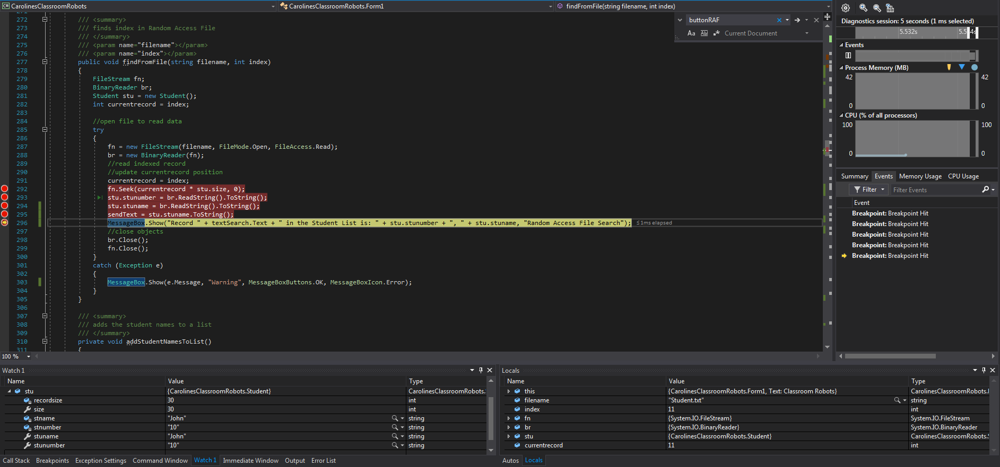 CarolinesClassroomRobots CarolinesClassroomRobots.Form1 findFromFile(string filename, int index)
271
272 /// <summary>
273 /// finds index in Random Access File
274 /// </summary>
275 /// <param name="filename"></param>
276 /// <param name="index"></param>
277 public void findFromFile(string filename, int index)
278 {
279 FileStream fn;
280 BinaryReader br;
281 Student stu = new Student();
282 int currentrecord = index;
283
284 //open file to read data
285 try
286 {
287 fn = new FileStream(filename, FileMode.Open, FileAccess.Read);
288 br = new BinaryReader(fn);
289 //read indexed record
290 //update currentrecord position
291 currentrecord = index;
292 fn.Seek(currentrecord * stu.size, 0);
293 stu.stunumber = br.ReadString().ToString();
294 stu.stuname = br.ReadString().ToString();
295 sendText = stu.stuname.ToString();
296 MessageBox.Show("Record " + textSearch.Text + " in the Student List is: " + stu.stunumber + ", " + stu.stuname, "Random Access File Search"); ≤1ms elapsed
297 //close objects
298 br.Close();
299 fn.Close();
300 }
301 catch (Exception e)
302 {
303 MessageBox.Show(e.Message, "Warning", MessageBoxButtons.OK, MessageBoxIcon.Error);
304 }
305 }
306
307 /// <summary>
308 /// adds the student names to a list
309 /// </summary>
310 private void addStudentNamesToList()
311 {
100 %
buttonRAF
Aa Ab Current Document
Diagnostics session: 5 seconds (1 ms selected)
5.532s
Events
Process Memory (MB)
42 42
0 0
CPU (% of all processors)
100 100
0 0
Summary Events Memory Usage CPU Usage
Filter Filter Events
Event
Breakpoint: Breakpoint Hit
Breakpoint: Breakpoint Hit
Breakpoint: Breakpoint Hit
Breakpoint: Breakpoint Hit
Breakpoint: Breakpoint Hit
Watch 1
Name Value Type
stu {CarolinesClassroomRobots.Student} CarolinesClassroomRobots.
recordsize 30 int
size 30 int
stname "John" string
stnumber "10" string
stuname "John" string
stunumber "10" string
Call Stack Breakpoints Exception Settings Command Window Watch 1 Immediate Window Output Error List
Locals
Name Value Type
this {CarolinesClassroomRobots.Form1, Text: Classroom Robots} CarolinesClassroomRobots.
filename "Student.txt" string
index 11 int
fn {System.IO.FileStream} System.IO.FileStream
br {System.IO.BinaryReader} System.IO.BinaryReader
stu {CarolinesClassroomRobots.Student} CarolinesClassroomRobots.
currentrecord 11 int
Autos Locals